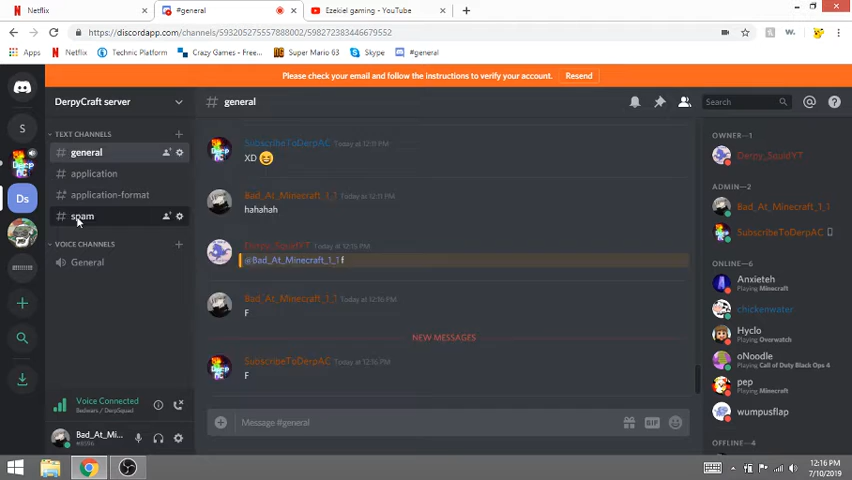 Netflix
#general
Ezekiel gaming - YouTube
https://discordapp.com/channels/593205275557888002/598272383446679552
Apps
Netflix
Technic Platform
Crazy Games - Free...
Super Mario 63
Skype
#general
Please check your email and follow the instructions to verify your account.
Resend
DerpyCraft server
# general
Search
S
Ds
TEXT CHANNELS
# general
# application
# application-format
# spam
VOICE CHANNELS
General
SubscribeToDerpAC Today at 12:11 PM
XD
Bad_At_Minecraft_1_1 Today at 12:11 PM
hahahah
Derpy_SquidYT Today at 12:15 PM
@Bad_At_Minecraft_1_1 f
Bad_At_Minecraft_1_1 Today at 12:16 PM
F
NEW MESSAGES
SubscribeToDerpAC Today at 12:16 PM
F
Message #general
GIF
OWNER—1
Derpy_SquidYT
ADMIN—2
Bad_At_Minecraft_1_1
SubscribeToDerpAC
ONLINE—6
Anxieteh
Playing Minecraft
chickenwater
Hyclo
Playing Overwatch
oNoodle
Playing Call of Duty Black Ops 4
pep
Playing Minecraft
wumpusflap
OFFLINE—4
Voice Connected
Bedwars / DerpSquad
Bad_At_Mi...
12:16 PM
7/10/2019